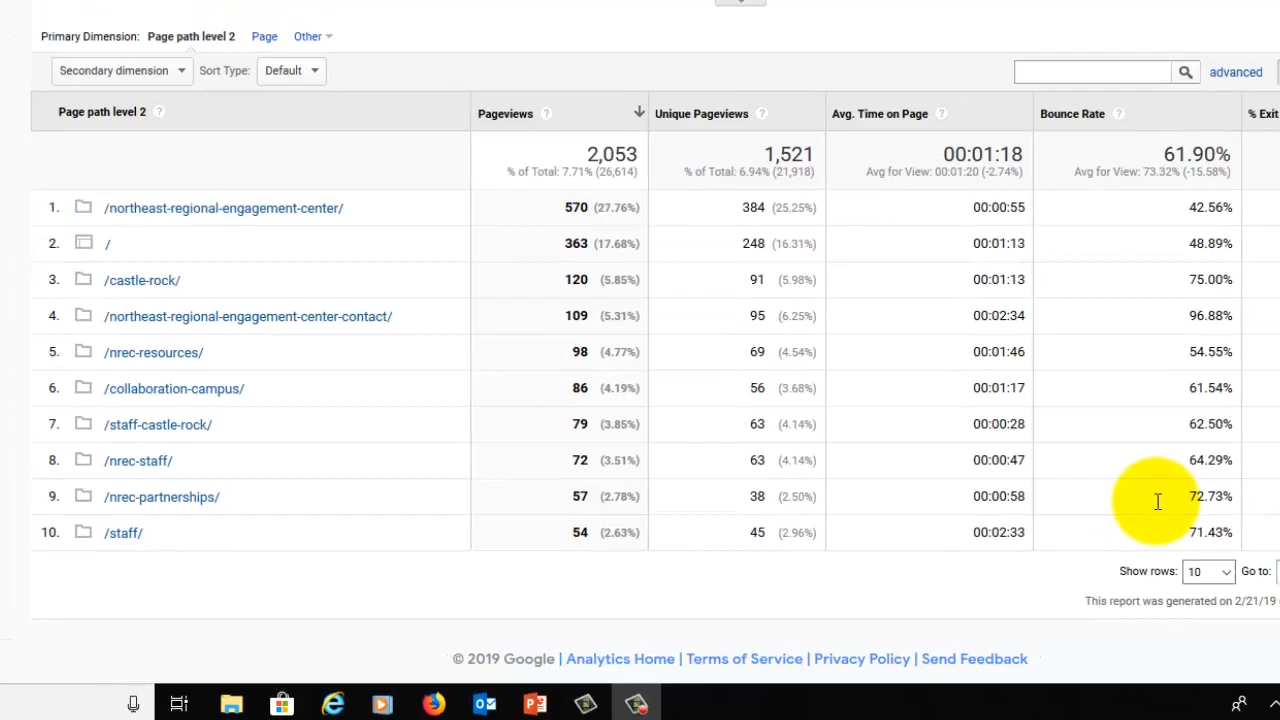 Primary Dimension: Page path level 2 Page Other
Secondary dimension Sort Type: Default advanced
Page path level 2 ? Pageviews ? Unique Pageviews ? Avg. Time on Page ? Bounce Rate ? % Exit
2,053 1,521 00:01:18 61.90%
% of Total: 7.71% (26,614) % of Total: 6.94% (21,918) Avg for View: 00:01:20 (-2.74%) Avg for View: 73.32% (-15.58%)
1. /northeast-regional-engagement-center/ 570 (27.76%) 384 (25.25%) 00:00:55 42.56%
2. / 363 (17.68%) 248 (16.31%) 00:01:13 48.89%
3. /castle-rock/ 120 (5.85%) 91 (5.98%) 00:01:13 75.00%
4. /northeast-regional-engagement-center-contact/ 109 (5.31%) 95 (6.25%) 00:02:34 96.88%
5. /nrec-resources/ 98 (4.77%) 69 (4.54%) 00:01:46 54.55%
6. /collaboration-campus/ 86 (4.19%) 56 (3.68%) 00:01:17 61.54%
7. /staff-castle-rock/ 79 (3.85%) 63 (4.14%) 00:00:28 62.50%
8. /nrec-staff/ 72 (3.51%) 63 (4.14%) 00:00:47 64.29%
9. /nrec-partnerships/ 57 (2.78%) 38 (2.50%) 00:00:58 72.73%
10. /staff/ 54 (2.63%) 45 (2.96%) 00:02:33 71.43%
Show rows: 10 Go to:
This report was generated on 2/21/19
© 2019 Google | Analytics Home | Terms of Service | Privacy Policy | Send Feedback